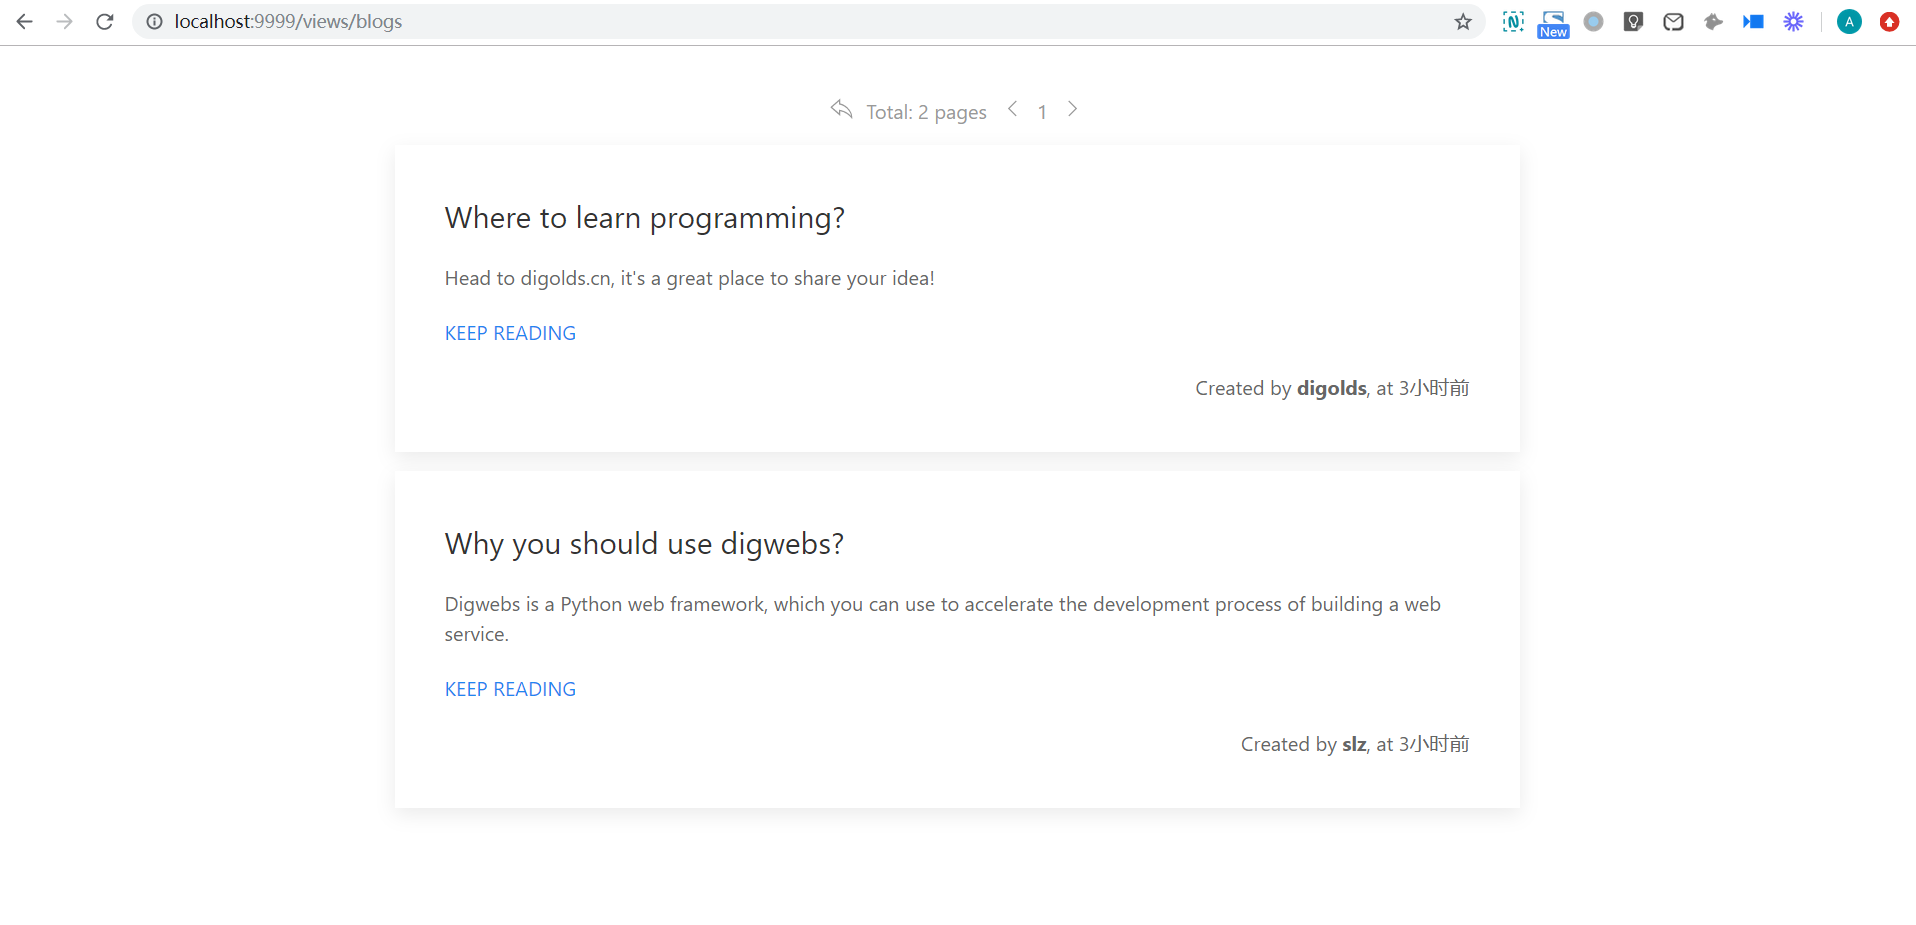 localhost:9999/views/blogs
New
A
Total: 2 pages
1
Where to learn programming?
Head to digolds.cn, it's a great place to share your idea!
KEEP READING
Created by digolds, at 3小时前
Why you should use digwebs?
Digwebs is a Python web framework, which you can use to accelerate the development process of building a web
service.
KEEP READING
Created by slz, at 3小时前